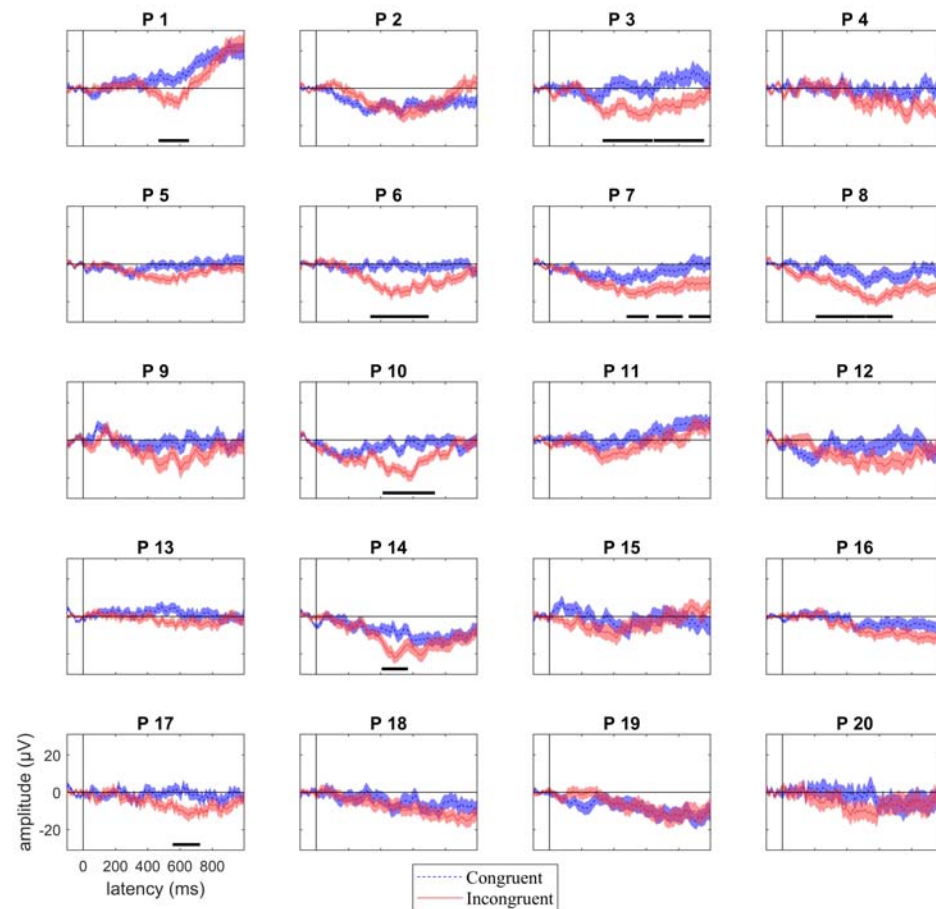 P 1
P 2
P 3
P 4
P 5
P 6
P 7
P 8
P 9
P 10
P 11
P 12
P 13
P 14
P 15
P 16
P 17
P 18
P 19
P 20
amplitude (μV)
20
0
-20
0 200 400 600 800
latency (ms)
Congruent
Incongruent